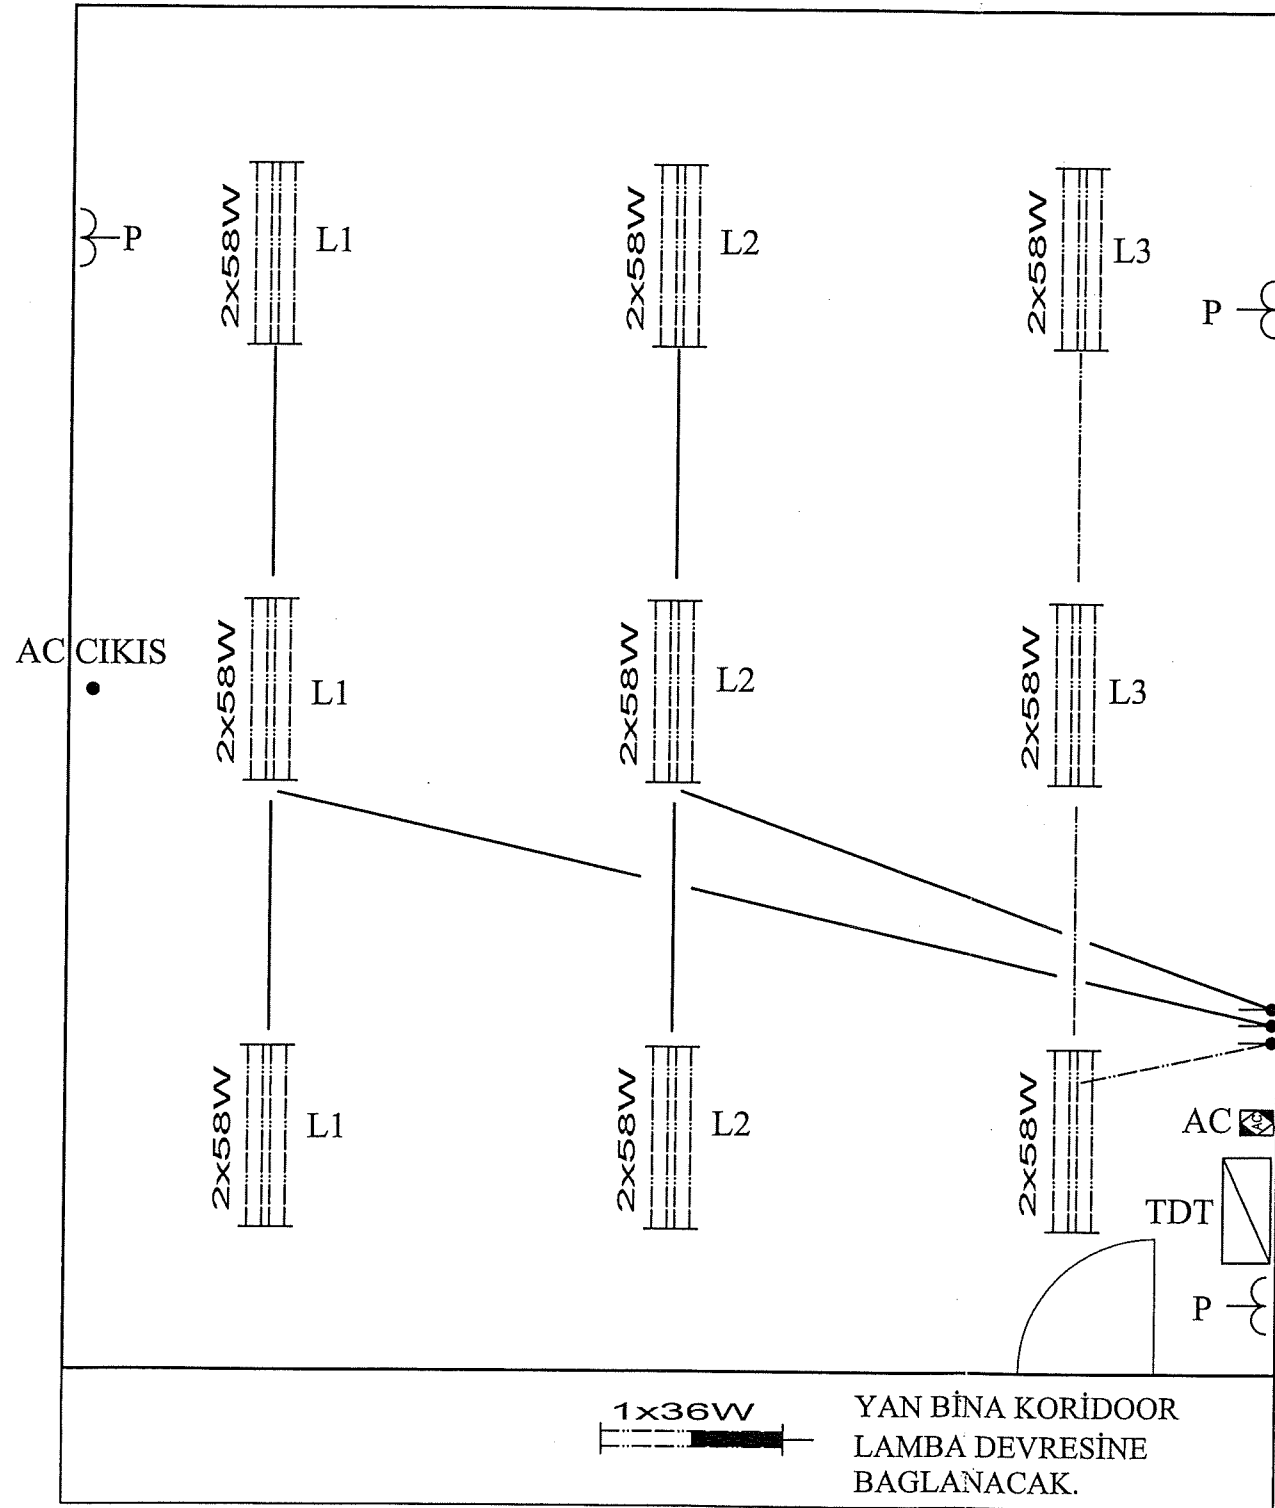 2x58W
L1
2x58W
L2
2x58W
L3
P
P
AC CIKIS
2x58W
L1
2x58W
L2
2x58W
L3
2x58W
L1
2x58W
L2
2x58W
AC
AC
TDT
P
1x36W
YAN BİNA KORİDOOR
LAMBA DEVRESİNE
BAGLANACAK.